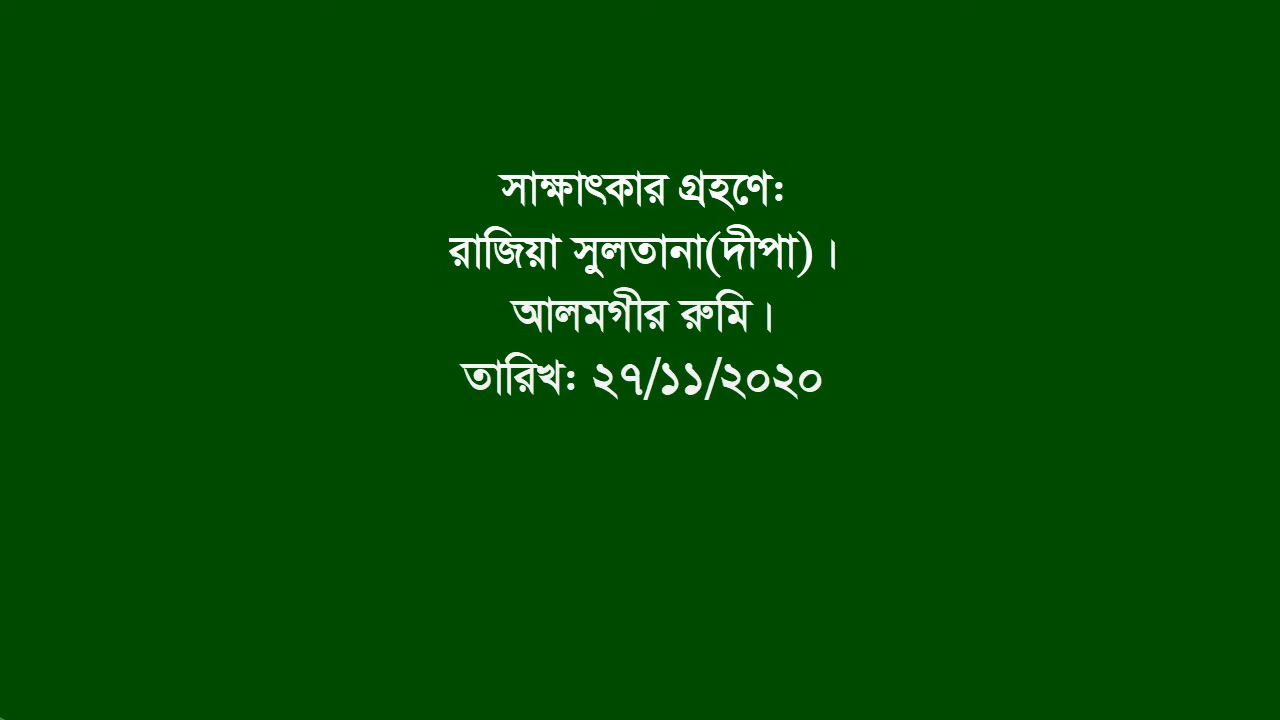 সাক্ষাৎকার গ্রহণে:
রাজিয়া সুলতানা(দীপা)।
আলমগীর রুমি।
তারিখ: ২৭/১১/২০২০